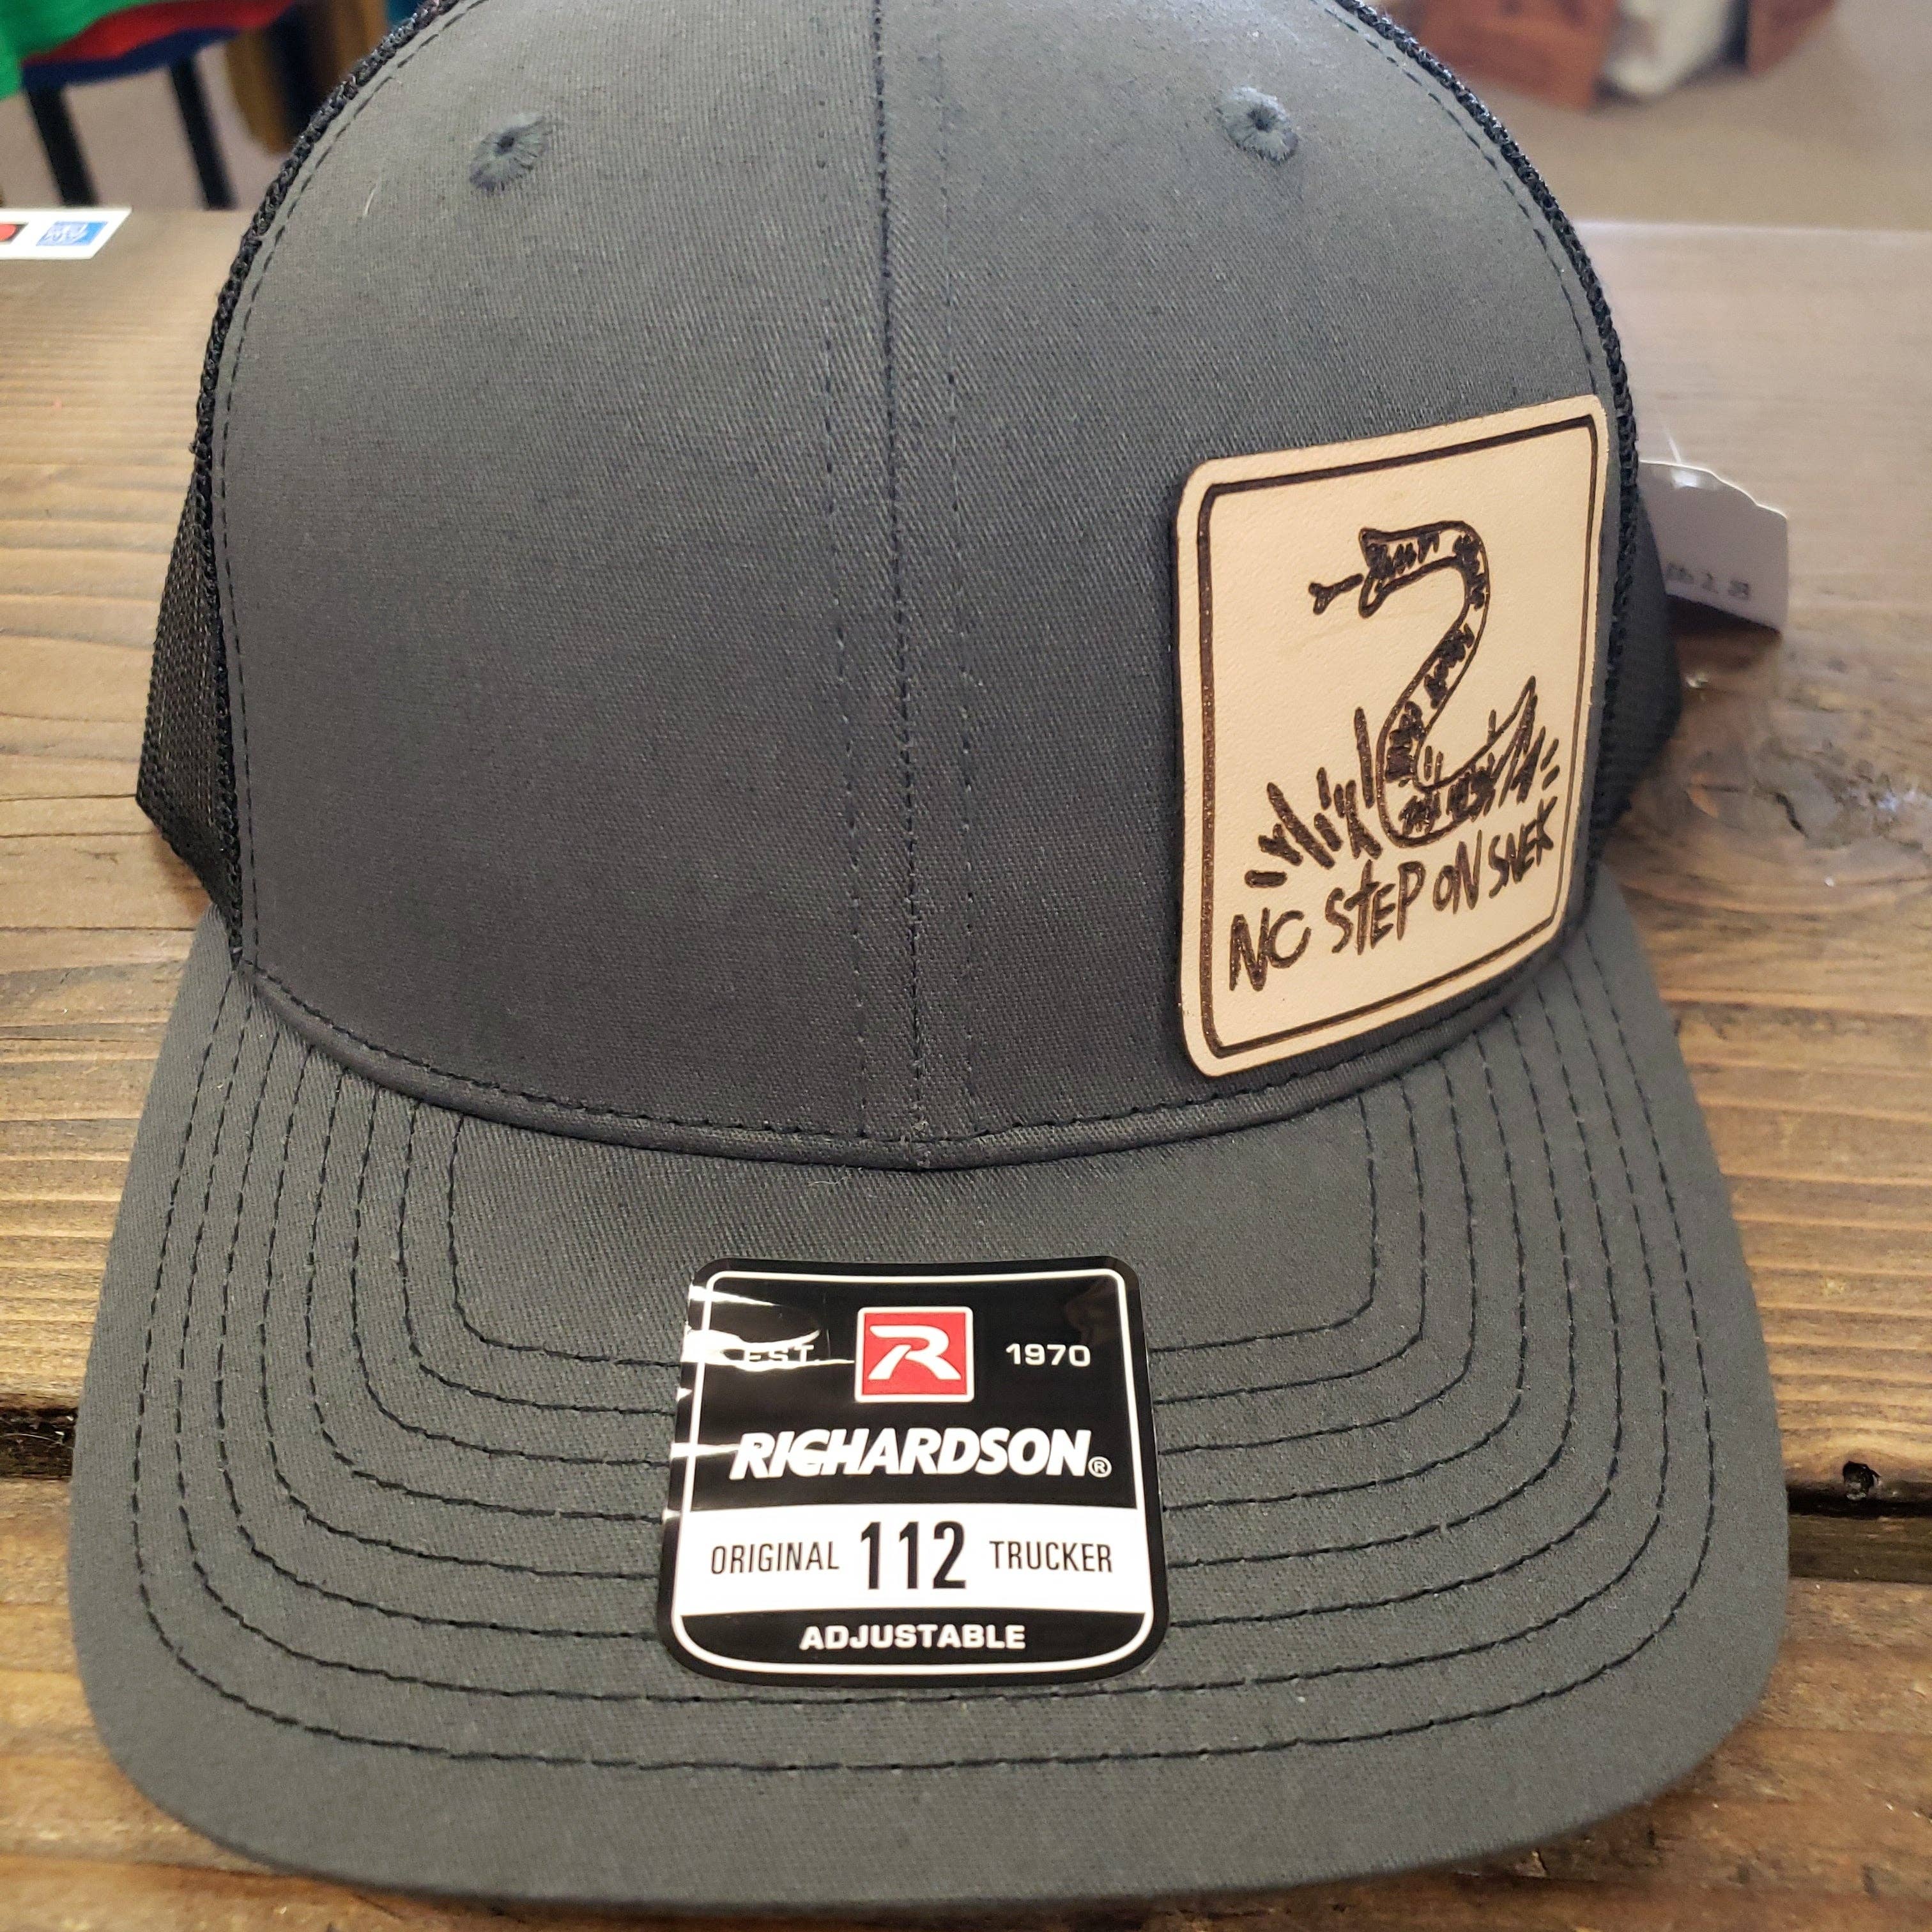 NO STEP ON SNEK
EST. R 1970
RICHARDSON®
ORIGINAL 112 TRUCKER
ADJUSTABLE